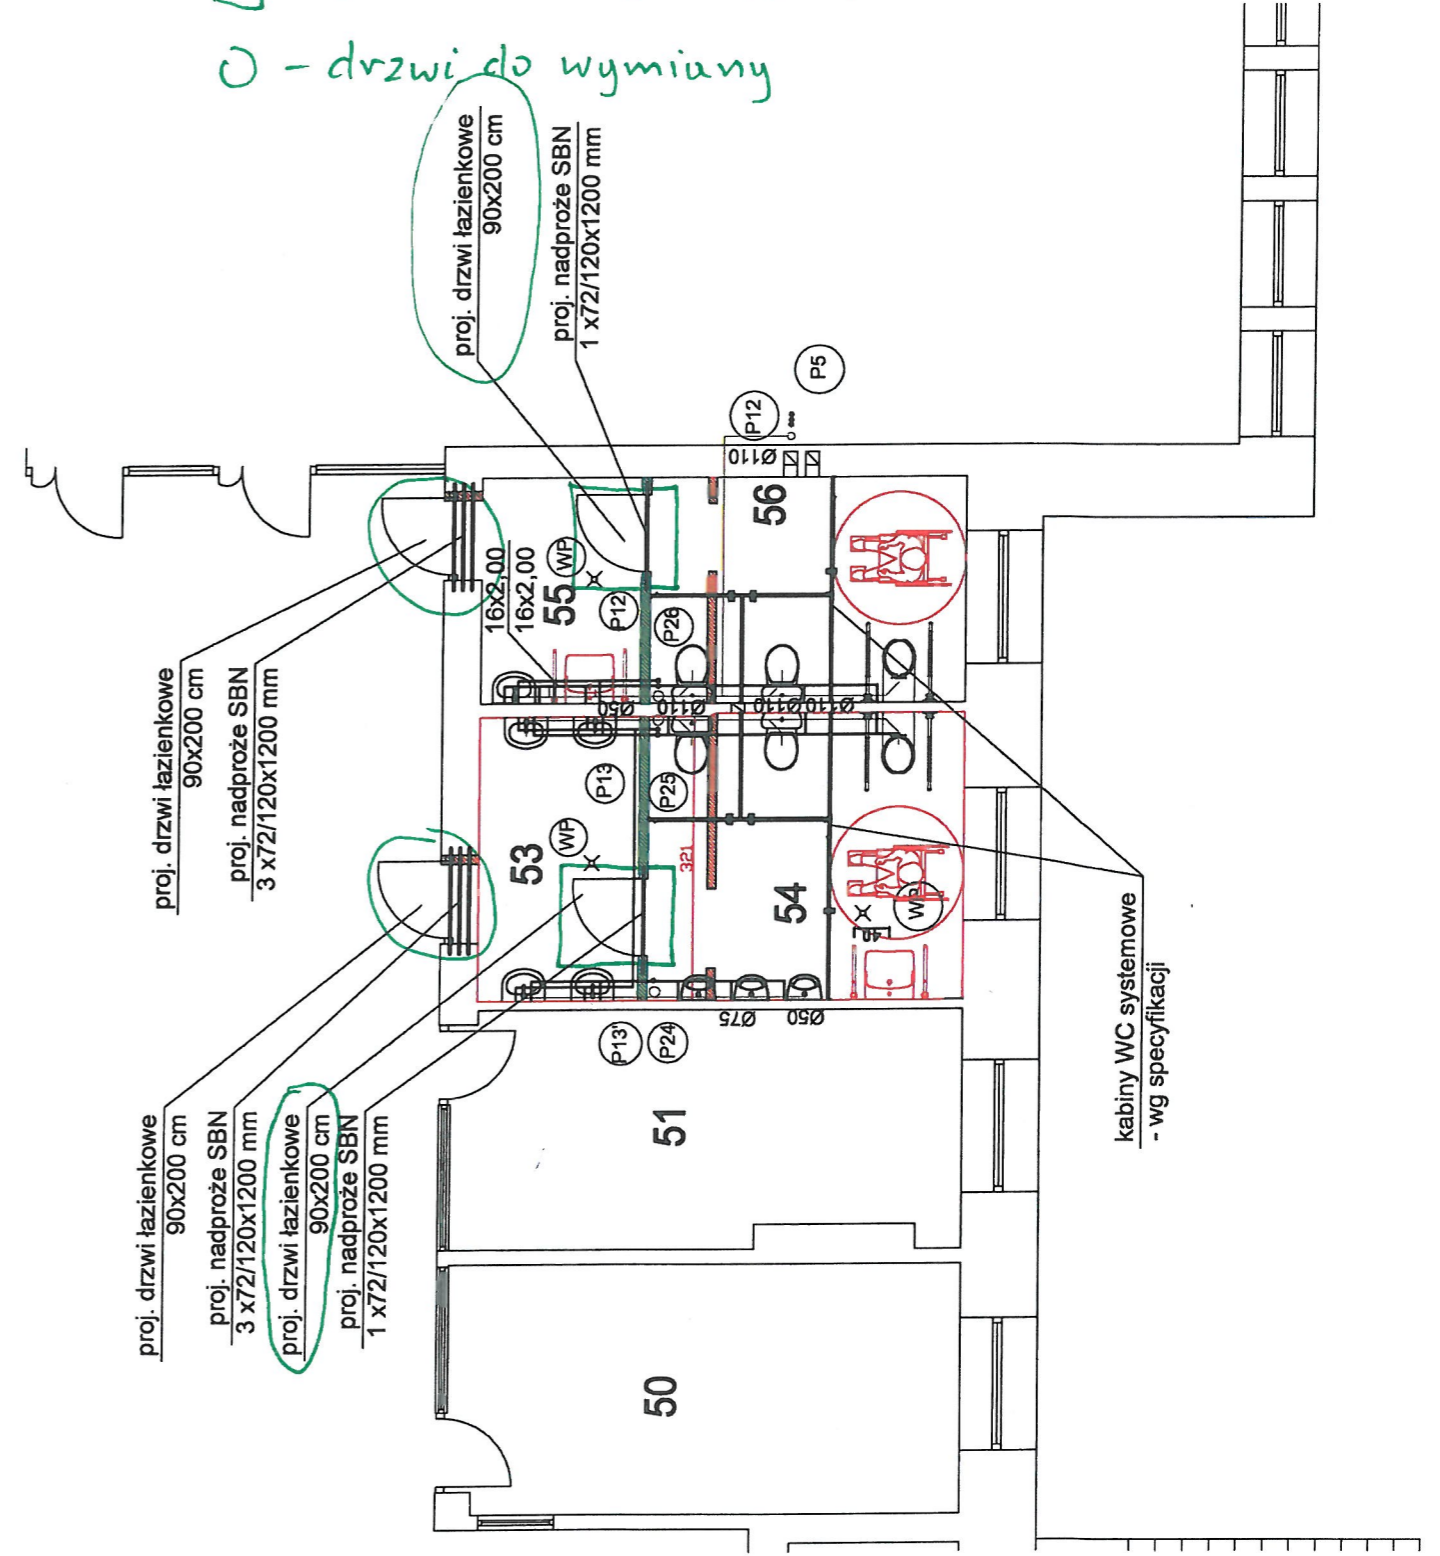 O - drzwi do wymiany
proj. drzwi łazienkowe
90x200 cm
proj. nadproże SBN
1 x72/120x1200 mm
P5
P12
Ø110
56
WP
16x2,00
16x2,00
55
P12
P26
proj. drzwi łazienkowe
90x200 cm
proj. nadproże SBN
3 x72/120x1200 mm
Ø50
Ø110
Ø110
Ø110
Ø110
P13
P25
WP
53
321
54
WP
kabiny WC systemowe
- wg specyfikacji
Ø75
Ø50
P13"
P24
51
proj. drzwi łazienkowe
90x200 cm
proj. nadproże SBN
3 x72/120x1200 mm
proj. drzwi łazienkowe
90x200 cm
proj. nadproże SBN
1 x72/120x1200 mm
50